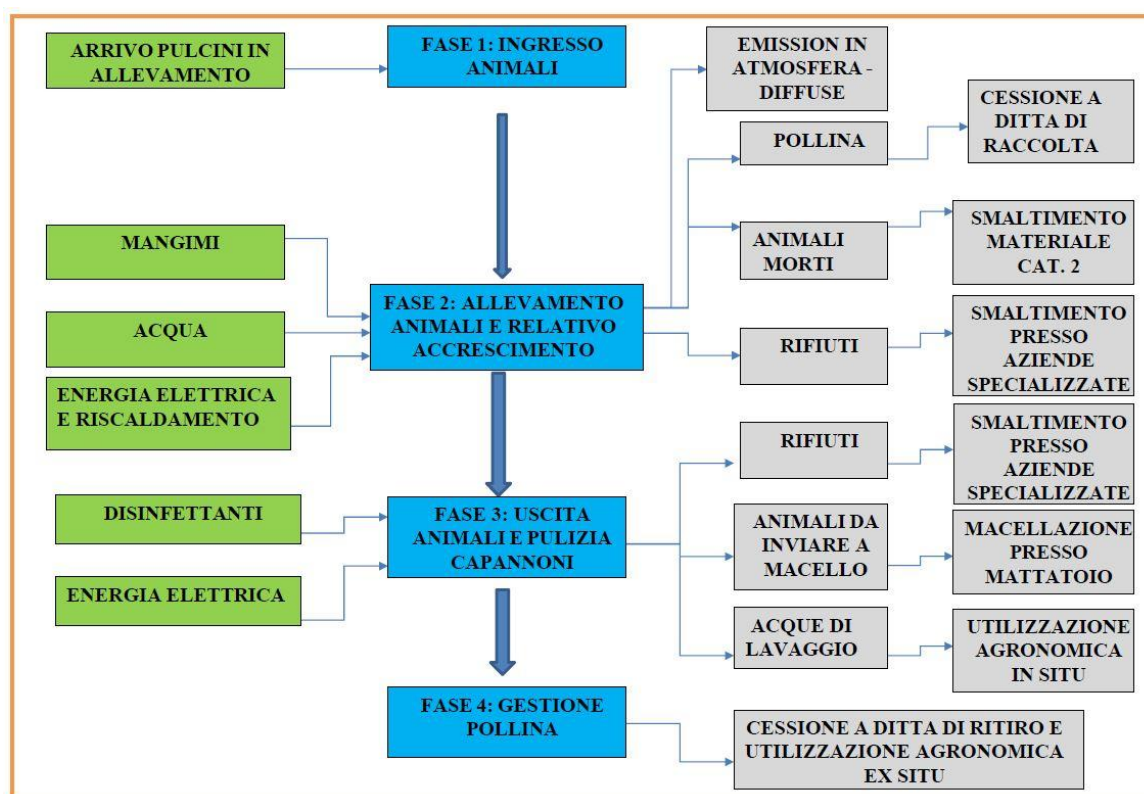 ARRIVO PULCINI IN
ALLEVAMENTO
FASE 1: INGRESSO
ANIMALI
EMISSION IN
ATMOSFERA -
DIFFUSE
POLLINA
CESSIONE A
DITTA DI
RACCOLTA
MANGIMI
ANIMALI
MORTI
SMALTIMENTO
MATERIALE
CAT. 2
FASE 2: ALLEVAMENTO
ANIMALI E RELATIVO
ACCRESCIMENTO
ACQUA
RIFIUTI
SMALTIMENTO
PRESSO
AZIENDE
SPECIALIZZATE
ENERGIA ELETTRICA
E RISCALDAMENTO
RIFIUTI
SMALTIMENTO
PRESSO
AZIENDE
SPECIALIZZATE
DISINFETTANTI
FASE 3: USCITA
ANIMALI E PULIZIA
CAPANNONI
ANIMALI DA
INVIARE A
MACELLO
MACELLAZIONE
PRESSO
MATTATOIO
ENERGIA ELETTRICA
ACQUE DI
LAVAGGIO
UTILIZZAZIONE
AGRONOMICA
IN SITU
FASE 4: GESTIONE
POLLINA
CESSIONE A DITTA DI RITIRO E
UTILIZZAZIONE AGRONOMICA
EX SITU